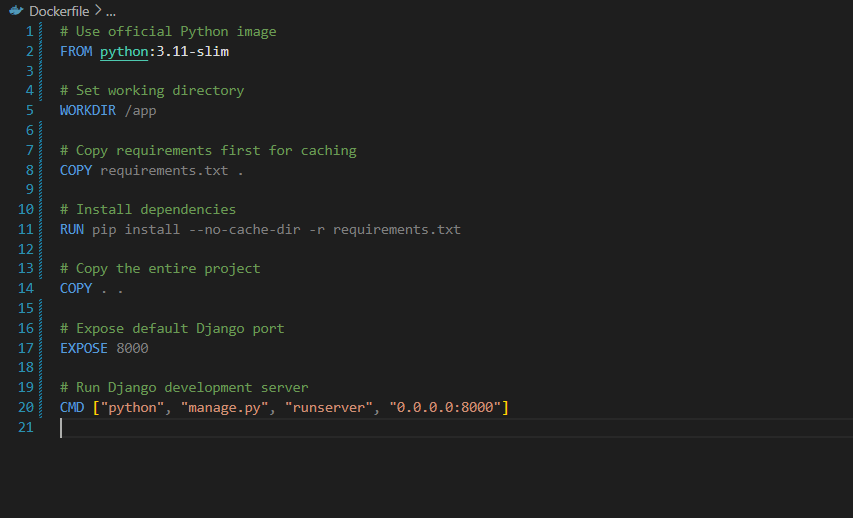 Dockerfile > ...
1 # Use official Python image
2 FROM python:3.11-slim
3
4 # Set working directory
5 WORKDIR /app
6
7 # Copy requirements first for caching
8 COPY requirements.txt .
9
10 # Install dependencies
11 RUN pip install --no-cache-dir -r requirements.txt
12
13 # Copy the entire project
14 COPY . .
15
16 # Expose default Django port
17 EXPOSE 8000
18
19 # Run Django development server
20 CMD ["python", "manage.py", "runserver", "0.0.0.0:8000"]
21